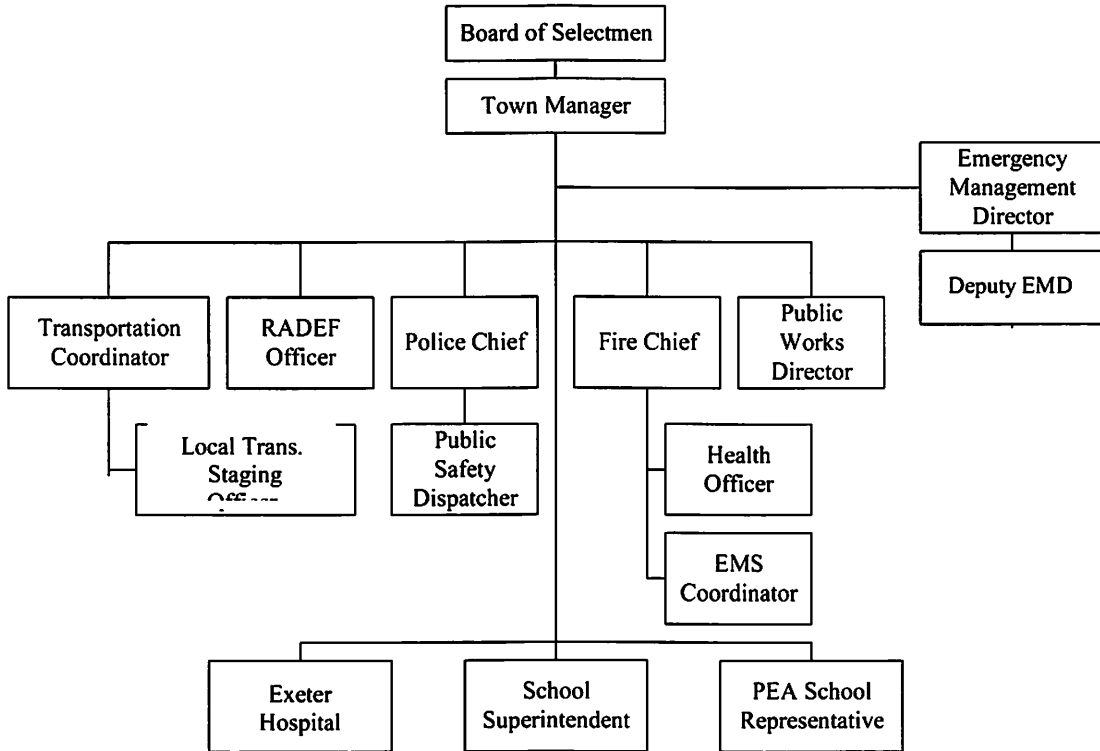 Board of Selectmen
Town Manager
Emergency
Management
Director
Deputy EMD
Transportation
Coordinator
RADEF
Officer
Police Chief
Fire Chief
Public
Works
Director
Local Trans.
Staging
Public
Safety
Dispatcher
Health
Officer
EMS
Coordinator
Exeter
Hospital
School
Superintendent
PEA School
Representative